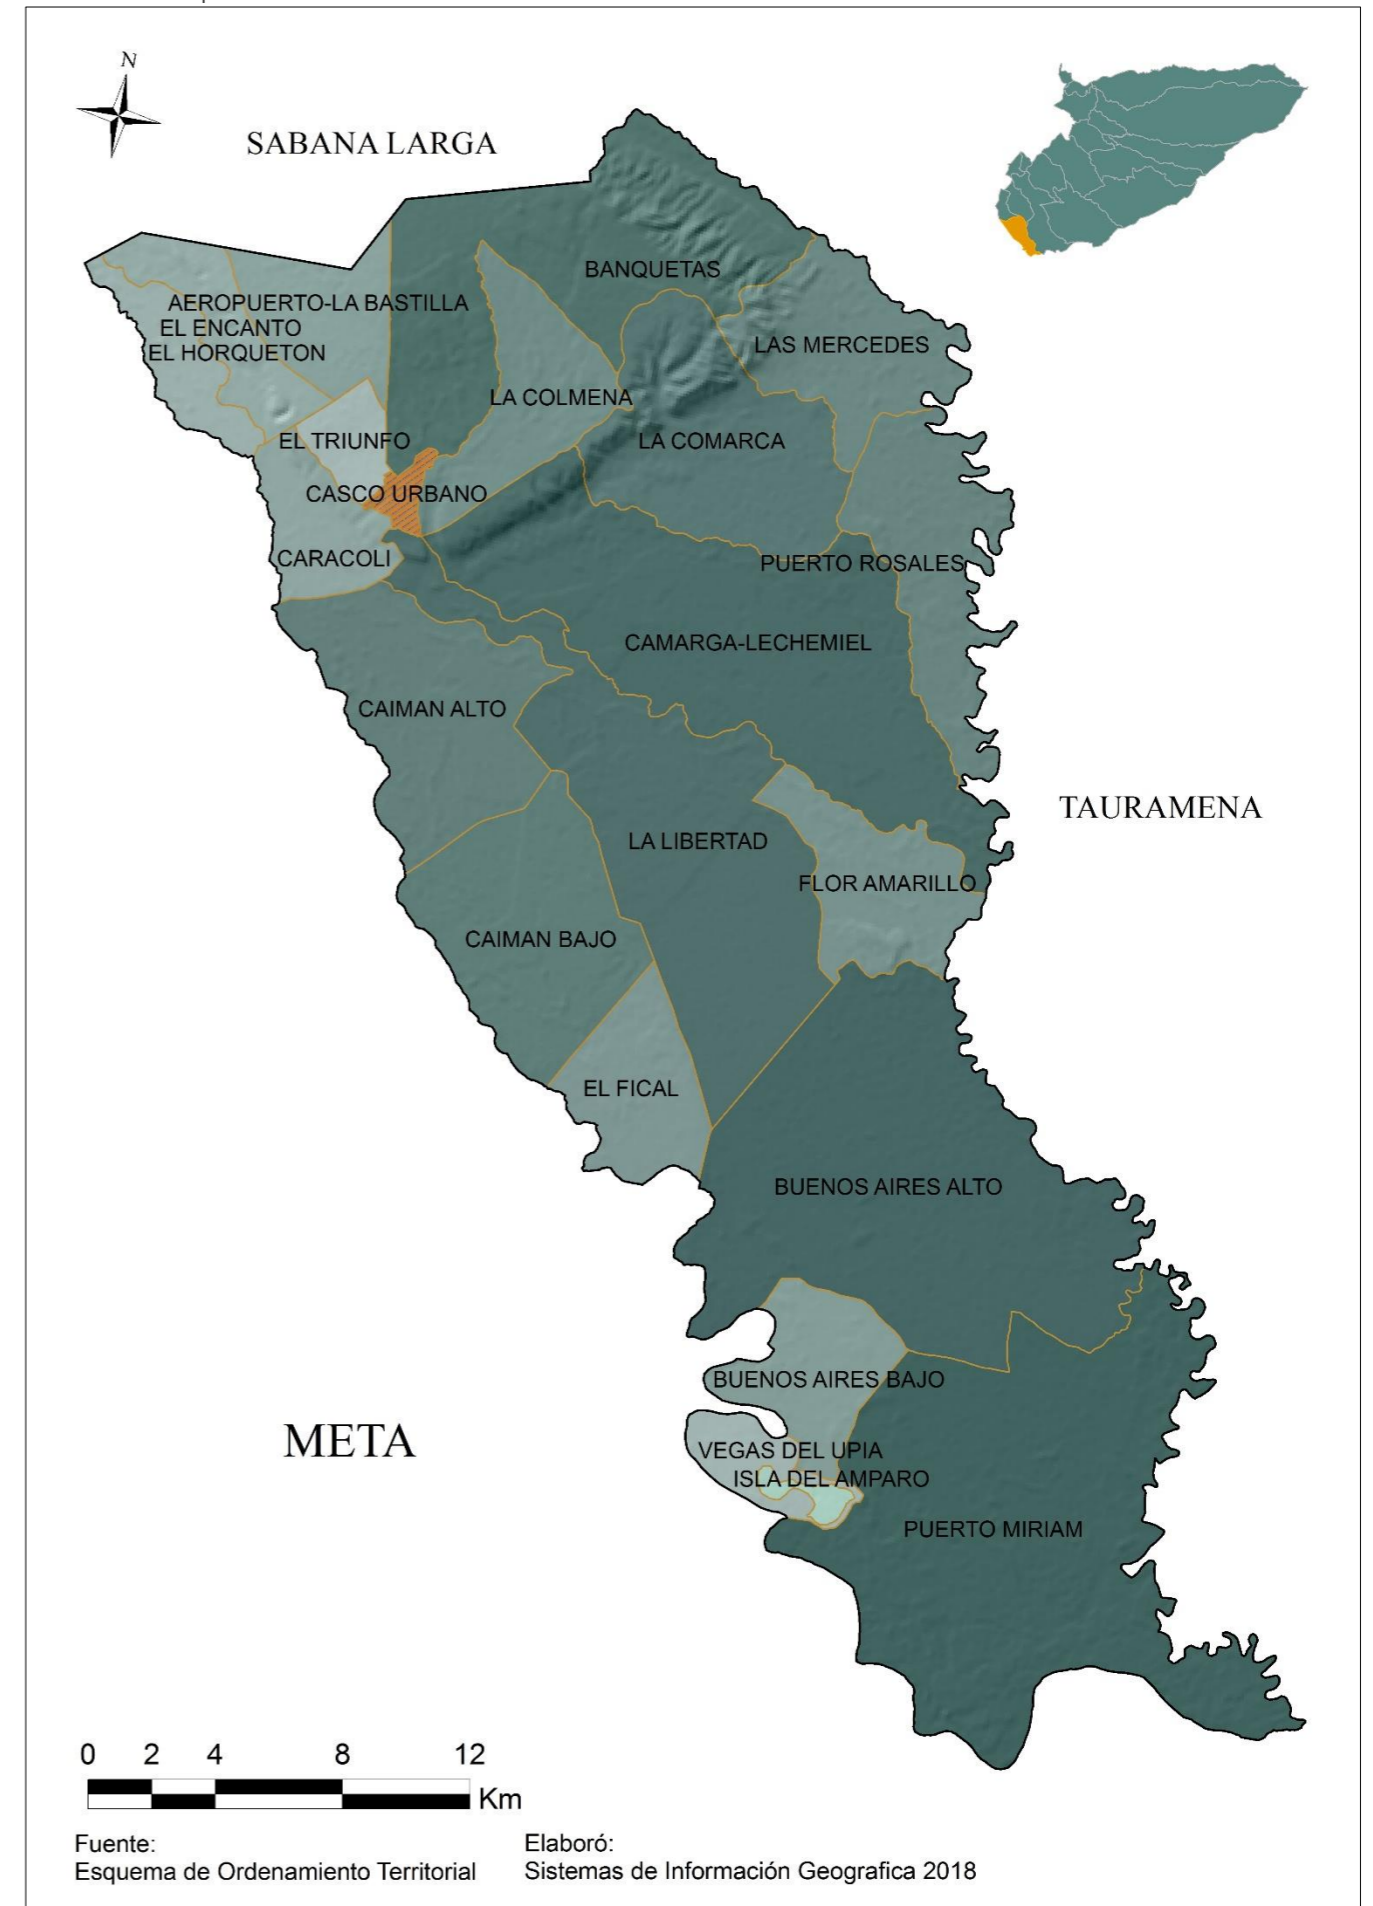 N
SABANA LARGA
BANQUETAS
AEROPUERTO-LA BASTILLA
EL ENCANTO
EL HORQUETON
LAS MERCEDES
LA COLMENA
EL TRIUNFO
LA COMARCA
CASCO URBANO
CARACOLI
PUERTO ROSALES
CAMARGA-LECHEMIEL
CAIMAN ALTO
TAURAMENA
LA LIBERTAD
FLOR AMARILLO
CAIMAN BAJO
EL FICAL
BUENOS AIRES ALTO
BUENOS AIRES BAJO
META
VEGAS DEL UPIA
ISLA DEL AMPARO
PUERTO MIRIAM
0 2 4 8 12
Km
Fuente:
Esquema de Ordenamiento Territorial
Elaboró:
Sistemas de Información Geografica 2018